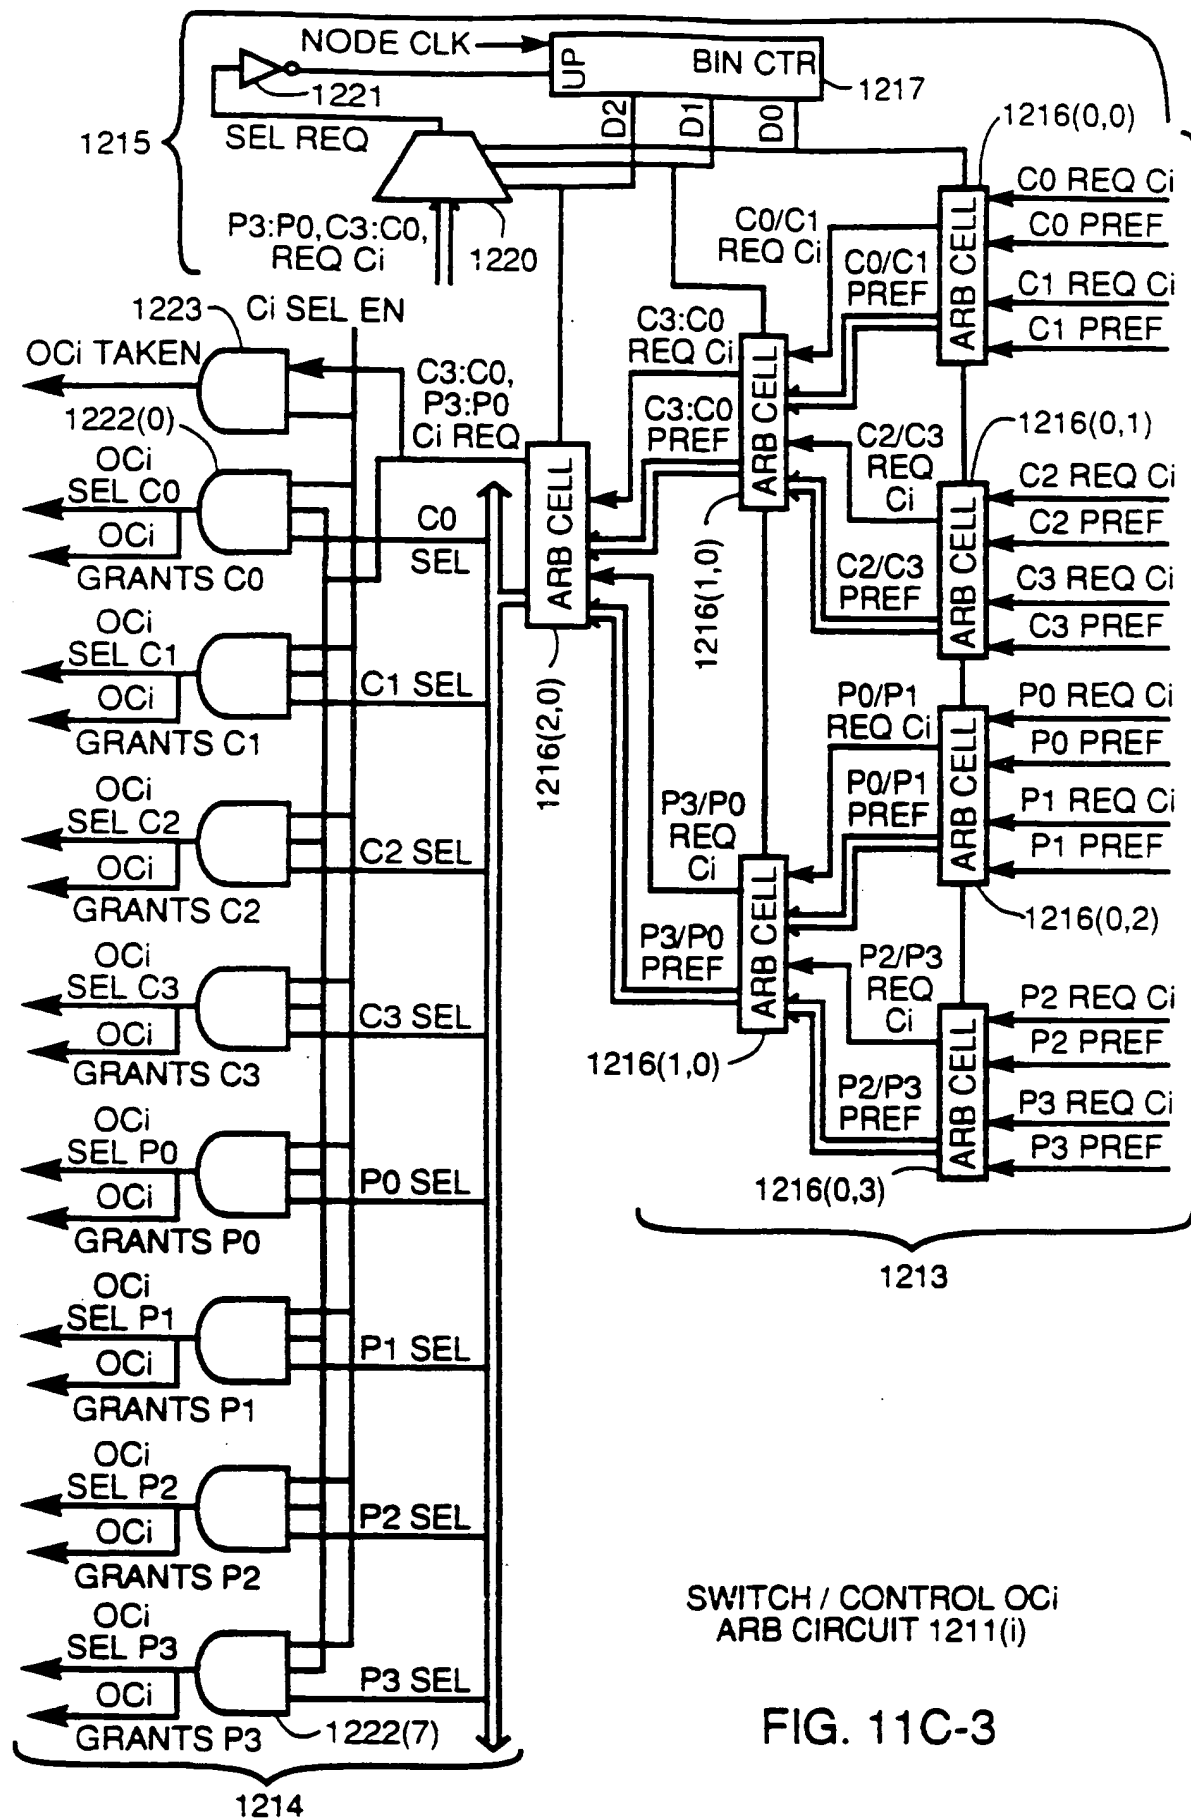 NODE CLK
UP
BIN CTR
D2
D1
D0
1217
1221
1215
SEL REQ
1220
P3:P0,C3:C0,
REQ Ci
1216(0,0)
ARB CELL
C0 REQ Ci
C0 PREF
C1 REQ Ci
C1 PREF
C0/C1
REQ Ci
C0/C1
PREF
1216(0,1)
ARB CELL
C2 REQ Ci
C2 PREF
C3 REQ Ci
C3 PREF
C2/C3
REQ
Ci
C2/C3
PREF
ARB CELL
1216(1,0)
C3:C0
REQ Ci
C3:C0
PREF
ARB CELL
1216(2,0)
C3:C0,
P3:P0
Ci REQ
P0 REQ Ci
P0 PREF
P1 REQ Ci
P1 PREF
ARB CELL
1216(0,2)
P0/P1
REQ Ci
P0/P1
PREF
P3/P0
REQ
Ci
P3/P0
PREF
ARB CELL
1216(1,0)
P2/P3
REQ
Ci
P2/P3
PREF
P2 REQ Ci
P2 PREF
P3 REQ Ci
P3 PREF
ARB CELL
1216(0,3)
1213
1223
Ci SEL EN
OCi TAKEN
1222(0)
OCi
SEL C0
OCi
GRANTS C0
C0
SEL
OCi
SEL C1
OCi
GRANTS C1
C1 SEL
OCi
SEL C2
OCi
GRANTS C2
C2 SEL
OCi
SEL C3
OCi
GRANTS C3
C3 SEL
OCi
SEL P0
OCi
GRANTS P0
P0 SEL
OCi
SEL P1
OCi
GRANTS P1
P1 SEL
OCi
SEL P2
OCi
GRANTS P2
P2 SEL
OCi
SEL P3
OCi
GRANTS P3
P3 SEL
1222(7)
1214
SWITCH / CONTROL OCi
ARB CIRCUIT 1211(i)
FIG. 11C-3